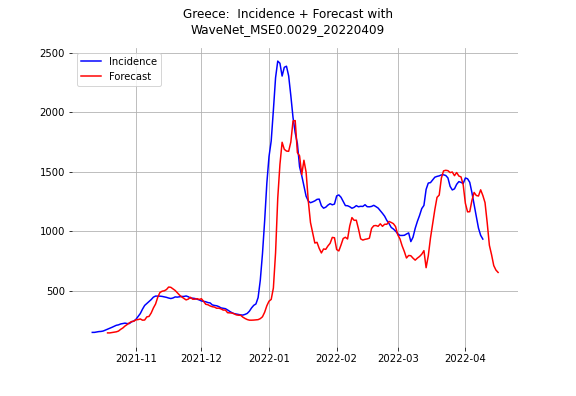 Greece:  Incidence + Forecast with
WaveNet_MSE0.0029_20220409
Incidence
Forecast
2500
2000
1500
1000
500
2021-11
2021-12
2022-01
2022-02
2022-03
2022-04